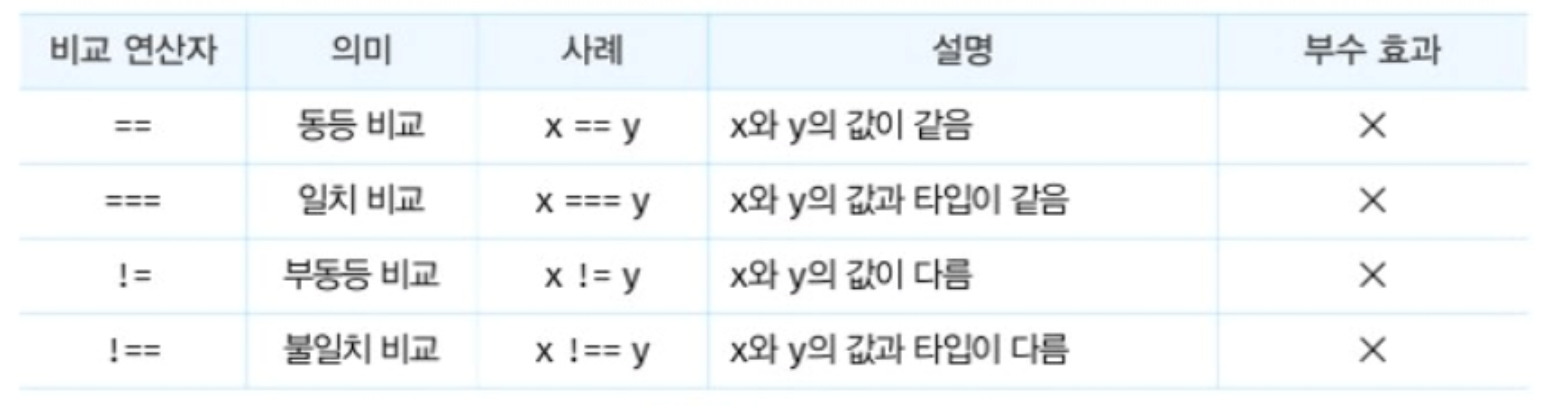 비교 연산자 의미 사례 설명 부수 효과
== 동등 비교 x == y x와 y의 값이 같음 ×
=== 일치 비교 x === y x와 y의 값과 타입이 같음 ×
!= 부동등 비교 x != y x와 y의 값이 다름 ×
!== 불일치 비교 x !== y x와 y의 값과 타입이 다름 ×